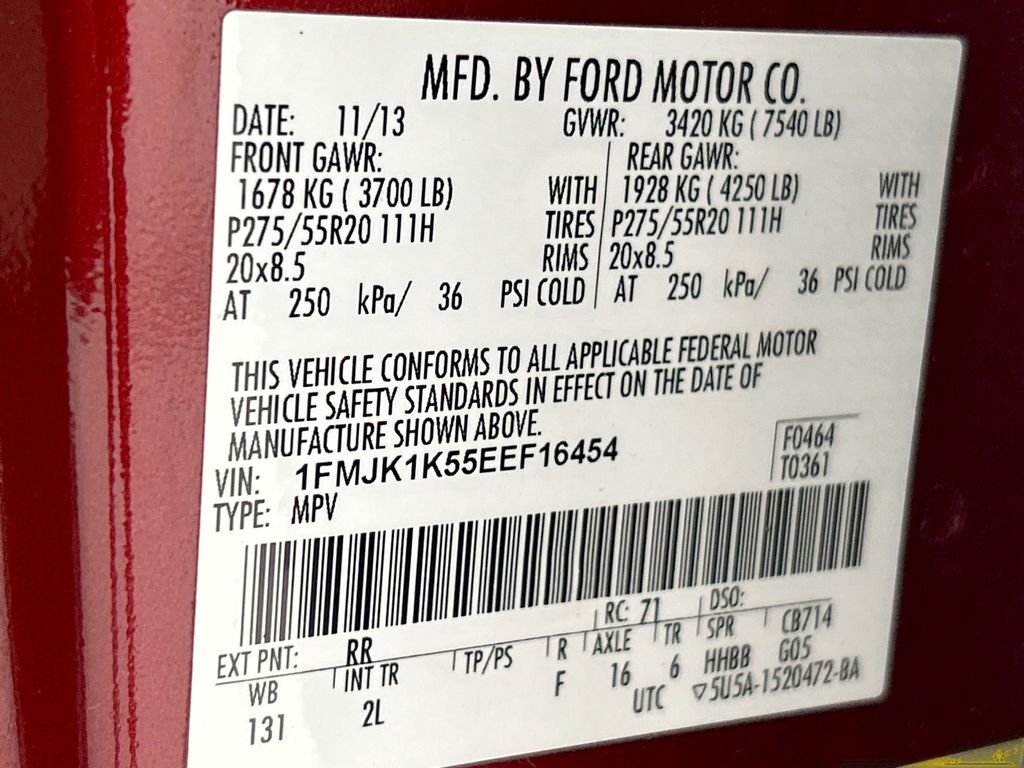 MFD. BY FORD MOTOR CO.
DATE: 11/13 GVWR: 3420 KG ( 7540 LB)
FRONT GAWR: REAR GAWR:
1678 KG ( 3700 LB) WITH 1928 KG ( 4250 LB) WITH
P275/55R20 111H TIRES P275/55R20 111H TIRES
20x8.5 RIMS 20x8.5 RIMS
AT 250 kPa/ 36 PSI COLD AT 250 kPa/ 36 PSI COLD
THIS VEHICLE CONFORMS TO ALL APPLICABLE FEDERAL MOTOR
VEHICLE SAFETY STANDARDS IN EFFECT ON THE DATE OF
MANUFACTURE SHOWN ABOVE.
F0464
VIN: 1FMJK1K55EEF16454
T0361
TYPE: MPV
EXT PNT: RR RC: 71 DSO:
WB INT TR TP/PS R AXLE TR SPR CB714
131 2L F 16 6 HHBB G05
UTC ▽5U5A-1520472-BA